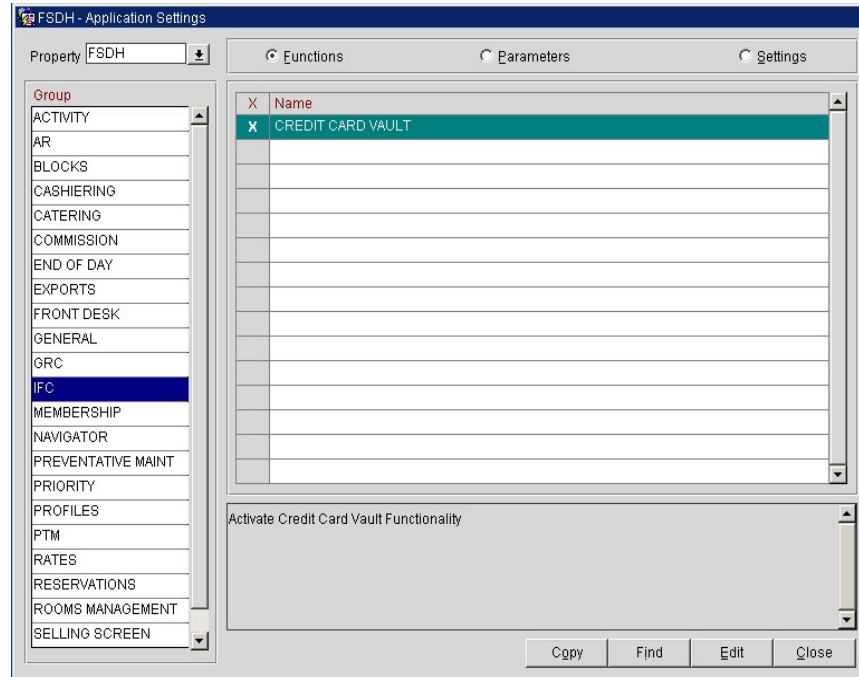 FSDH - Application Settings
Property FSDH
Functions
Parameters
Settings
Group
ACTIVITY
AR
BLOCKS
CASHIERING
CATERING
COMMISSION
END OF DAY
EXPORTS
FRONT DESK
GENERAL
GRC
IFC
MEMBERSHIP
NAVIGATOR
PREVENTATIVE MAINT
PRIORITY
PROFILES
PTM
RATES
RESERVATIONS
ROOMS MANAGEMENT
SELLING SCREEN
X Name
X CREDIT CARD VAULT
Activate Credit Card Vault Functionality
Copy
Find
Edit
Close